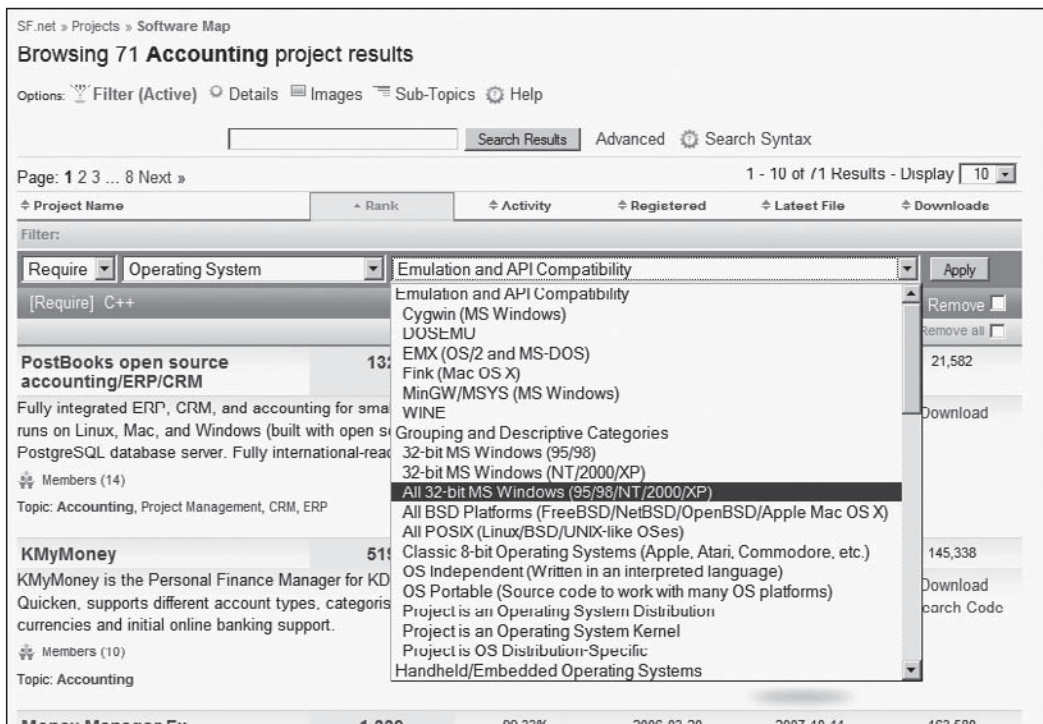 SF.net » Projects » Software Map
Browsing 71 Accounting project results
Options: Filter (Active) Details Images Sub-Topics Help
Search Results Advanced Search Syntax
Page: 1 2 3 ... 8 Next » 1 - 10 of 71 Results - Display 10
Project Name Rank Activity Registered Latest File Downloads
Filter:
Require Operating System Emulation and API Compatibility Apply
[Require] C++ Remove
Remove all
Emulation and API Compatibility
Cygwin (MS Windows)
DOSEMU
EMX (OS/2 and MS-DOS)
Fink (Mac OS X)
MinGW/MSYS (MS Windows)
WINE
Grouping and Descriptive Categories
32-bit MS Windows (95/98)
32-bit MS Windows (NT/2000/XP)
All 32-bit MS Windows (95/98/NT/2000/XP)
All BSD Platforms (FreeBSD/NetBSD/OpenBSD/Apple Mac OS X)
All POSIX (Linux/BSD/UNIX-like OSes)
Classic 8-bit Operating Systems (Apple, Atari, Commodore, etc.)
OS Independent (Written in an interpreted language)
OS Portable (Source code to work with many OS platforms)
Project is an Operating System Distribution
Project is an Operating System Kernel
Project is OS Distribution-Specific
Handheld/Embedded Operating Systems
PostBooks open source 132 21,582
accounting/ERP/CRM
Fully integrated ERP, CRM, and accounting for sma Download
runs on Linux, Mac, and Windows (built with open s
PostgreSQL database server. Fully international-read
Members (14)
Topic: Accounting, Project Management, CRM, ERP
KMyMoney 519 145,338
KMyMoney is the Personal Finance Manager for KD Download
Quicken, supports different account types, categoris earch Code
currencies and initial online banking support.
Members (10)
Topic: Accounting
Money Manager Ex